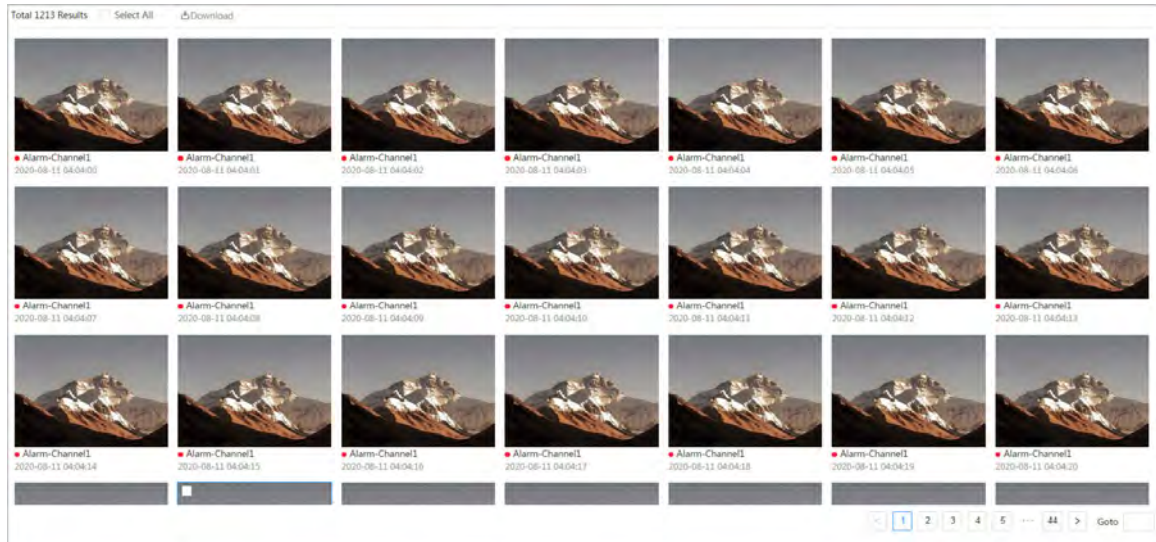 Total 1213 Results Select All Download
Alarm-Channel1 Alarm-Channel1 Alarm-Channel1 Alarm-Channel1 Alarm-Channel1 Alarm-Channel1 Alarm-Channel1
2020-08-11 04:04:00 2020-08-11 04:04:01 2020-08-11 04:04:02 2020-08-11 04:04:03 2020-08-11 04:04:04 2020-08-11 04:04:05 2020-08-11 04:04:06
Alarm-Channel1 Alarm-Channel1 Alarm-Channel1 Alarm-Channel1 Alarm-Channel1 Alarm-Channel1 Alarm-Channel1
2020-08-11 04:04:07 2020-08-11 04:04:08 2020-08-11 04:04:09 2020-08-11 04:04:10 2020-08-11 04:04:11 2020-08-11 04:04:12 2020-08-11 04:04:13
Alarm-Channel1 Alarm-Channel1 Alarm-Channel1 Alarm-Channel1 Alarm-Channel1 Alarm-Channel1 Alarm-Channel1
2020-08-11 04:04:14 2020-08-11 04:04:15 2020-08-11 04:04:16 2020-08-11 04:04:17 2020-08-11 04:04:18 2020-08-11 04:04:19 2020-08-11 04:04:20
< 1 2 3 4 5 ··· 44 > Goto